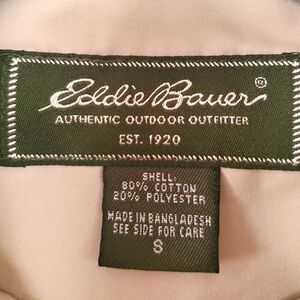 Eddie Bauer®
AUTHENTIC OUTDOOR OUTFITTER
EST. 1920
SHELL:
80% COTTON
20% POLYESTER
MADE IN BANGLADESH
SEE SIDE FOR CARE
S